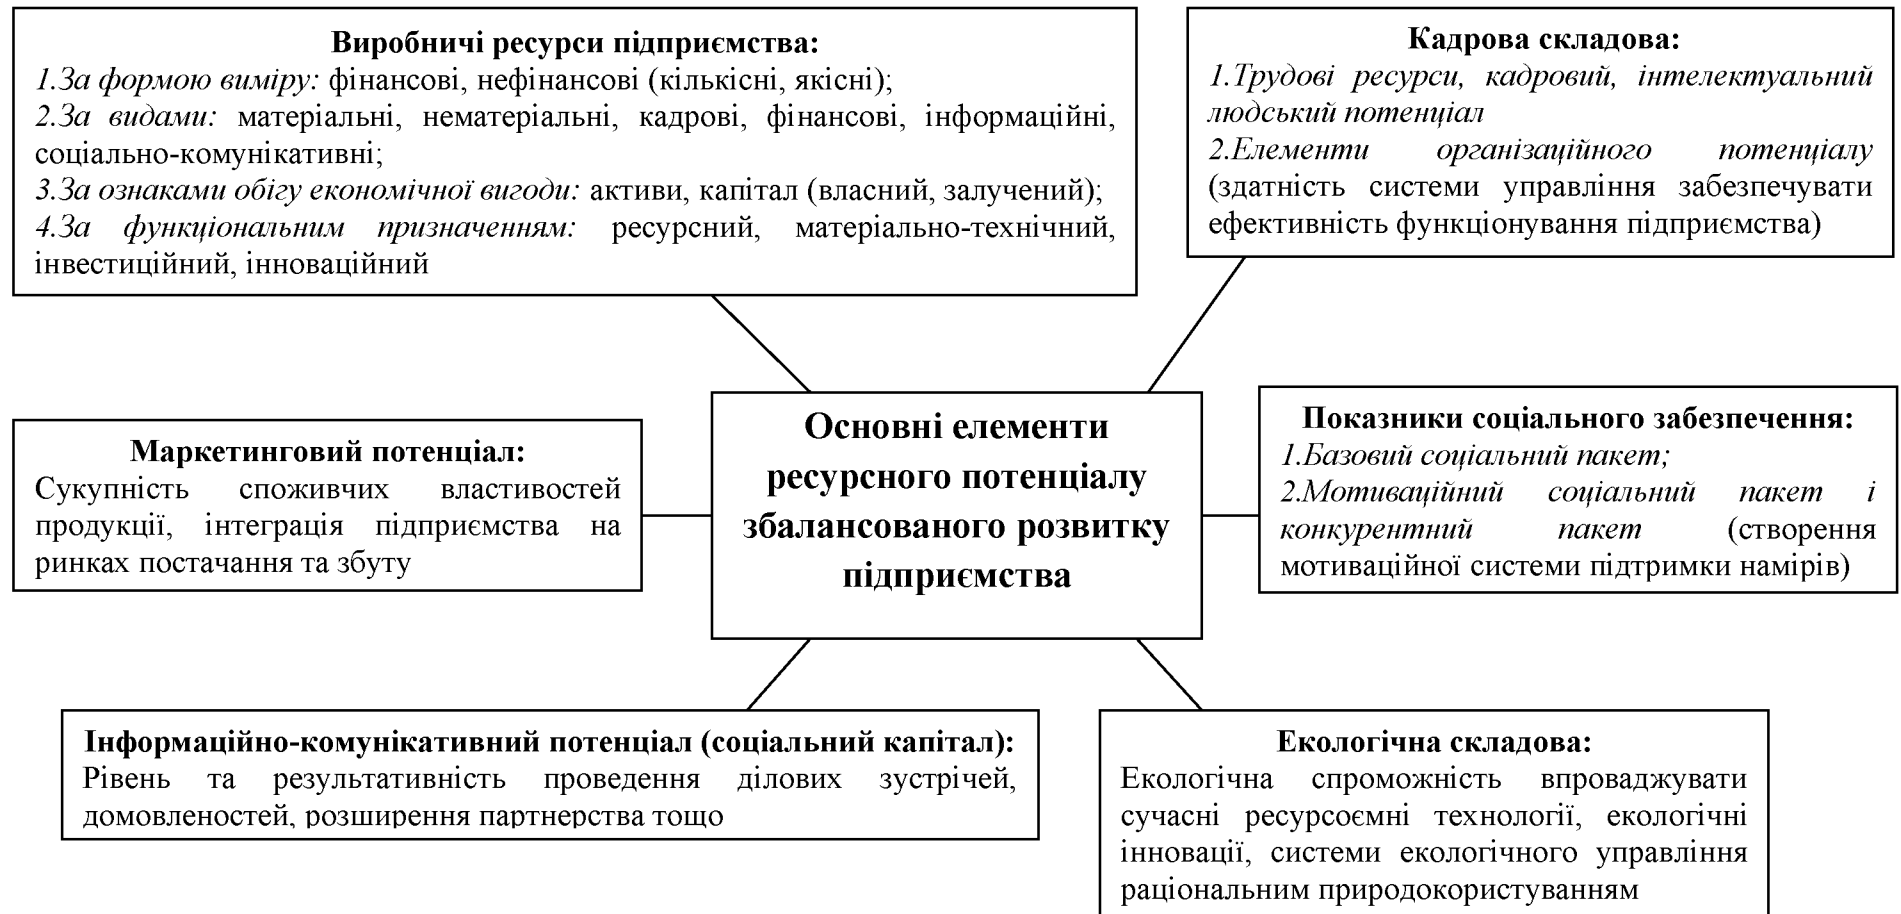 Виробничі ресурси підприємства:
1.За формою виміру: фінансові, нефінансові (кількісні, якісні);
2.За видами: матеріальні, нематеріальні, кадрові, фінансові, інформаційні,
соціально-комунікативні;
3.За ознаками обігу економічної вигоди: активи, капітал (власний, залучений);
4.За функціональним призначенням: ресурсний, матеріально-технічний,
інвестиційний, інноваційний
Кадрова складова:
1.Трудові ресурси, кадровий, інтелектуальний
людський потенціал
2.Елементи організаційного потенціалу
(здатність системи управління забезпечувати
ефективність функціонування підприємства)
Маркетинговий потенціал:
Сукупність споживчих властивостей
продукції, інтеграція підприємства на
ринках постачання та збуту
Основні елементи
ресурсного потенціалу
збалансованого розвитку
підприємства
Показники соціального забезпечення:
1.Базовий соціальний пакет;
2.Мотиваційний соціальний пакет і
конкурентний пакет (створення
мотиваційної системи підтримки намірів)
Інформаційно-комунікативний потенціал (соціальний капітал):
Рівень та результативність проведення ділових зустрічей,
домовленостей, розширення партнерства тощо
Екологічна складова:
Екологічна спроможність впроваджувати
сучасні ресурсоємні технології, екологічні
інновації, системи екологічного управління
раціональним природокористуванням